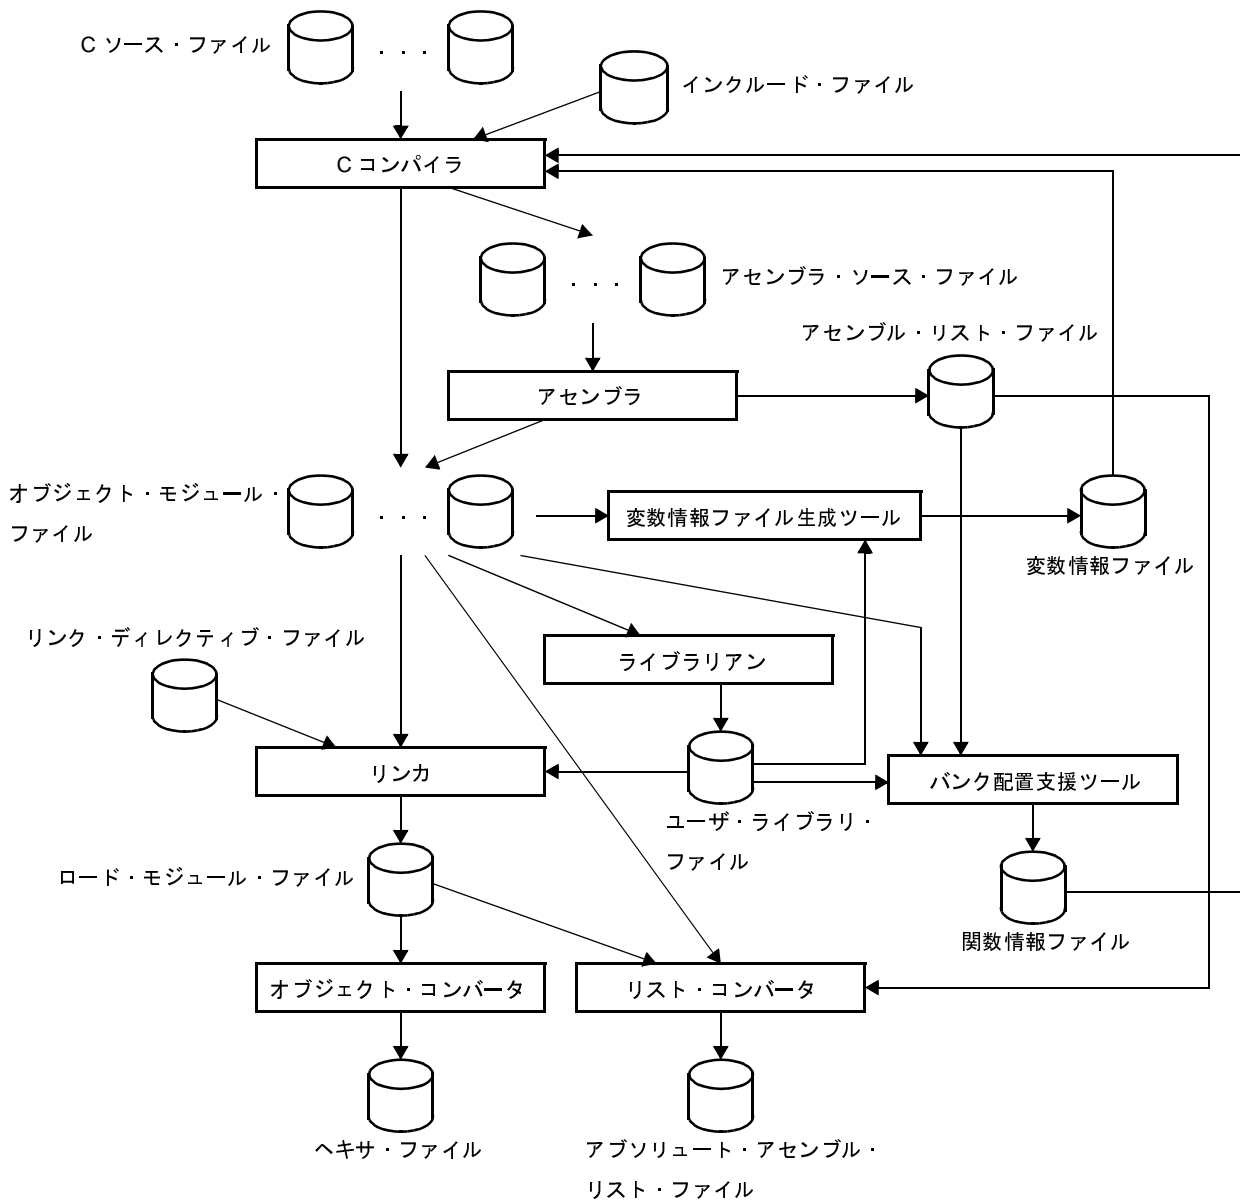 C ソース・ファイル
・・・
インクルード・ファイル
C コンパイラ
・・・
アセンブラ・ソース・ファイル
アセンブル・リスト・ファイル
アセンブラ
オブジェクト・モジュール・
ファイル
・・・
変数情報ファイル生成ツール
変数情報ファイル
リンク・ディレクティブ・ファイル
ライブラリアン
リンカ
バンク配置支援ツール
ユーザ・ライブラリ・
ファイル
ロード・モジュール・ファイル
関数情報ファイル
オブジェクト・コンバータ
リスト・コンバータ
ヘキサ・ファイル
アブソリュート・アセンブル・
リスト・ファイル